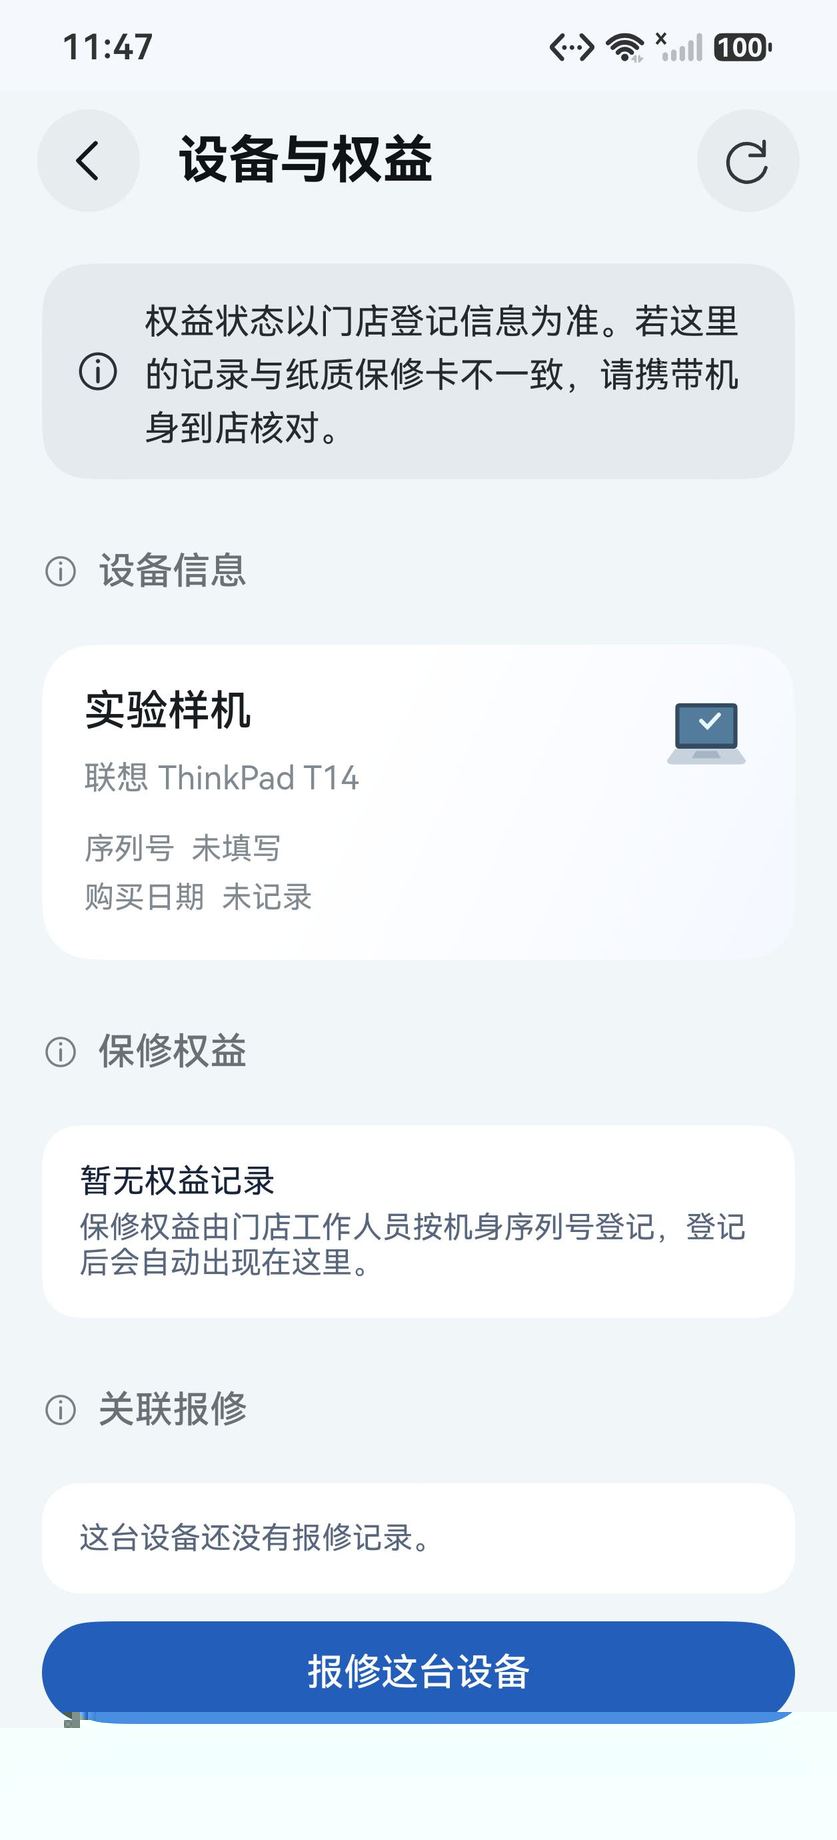 11:47
100
设备与权益
权益状态以门店登记信息为准。若这里
的记录与纸质保修卡不一致，请携带机
身到店核对。
设备信息
实验样机
联想 ThinkPad T14
序列号 未填写
购买日期 未记录
保修权益
暂无权益记录
保修权益由门店工作人员按机身序列号登记，登记
后会自动出现在这里。
关联报修
这台设备还没有报修记录。
报修这台设备